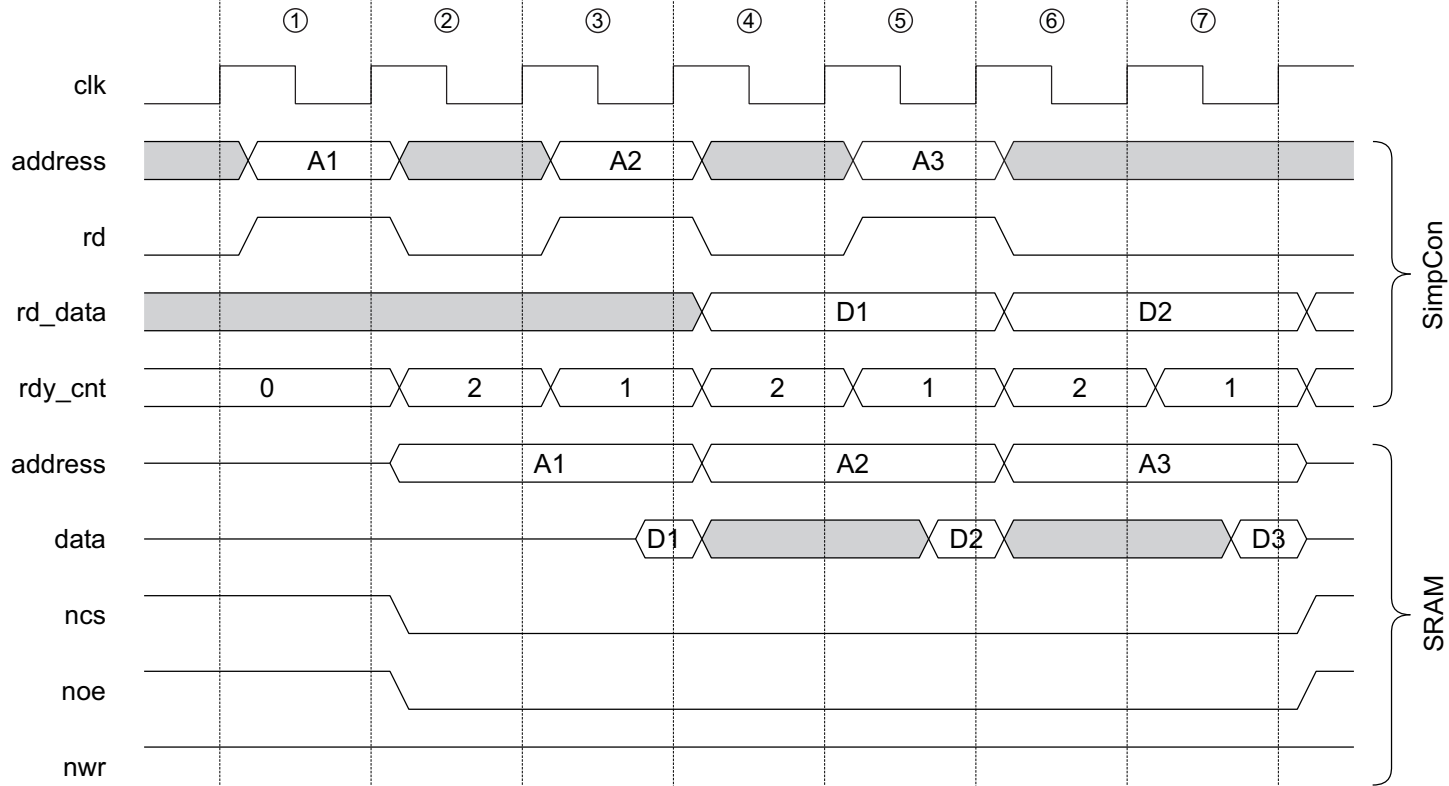 ① ② ③ ④ ⑤ ⑥ ⑦
clk
address A1 A2 A3
rd
rd_data D1 D2
rdy_cnt 0 2 1 2 1 2 1
SimpCon
address A1 A2 A3
data D1 D2 D3
ncs
noe
nwr
SRAM